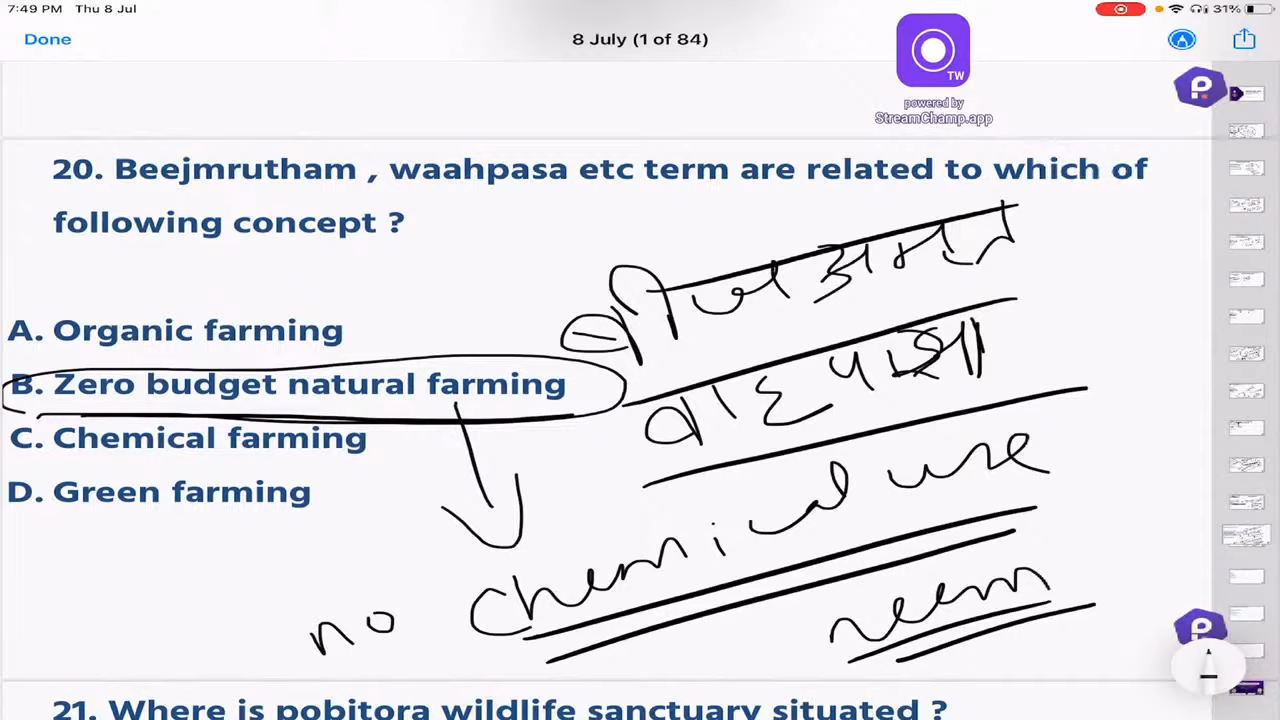 7:49 PM Thu 8 Jul
31%
Done
8 July (1 of 84)
TW
powered by
StreamChamp.app
20. Beejmrutham , waahpasa etc term are related to which of
following concept ?
A. Organic farming
B. Zero budget natural farming
C. Chemical farming
D. Green farming
बिजअमृत
वाहपासा
no chemical use
neem
21. Where is pobitora wildlife sanctuary situated ?